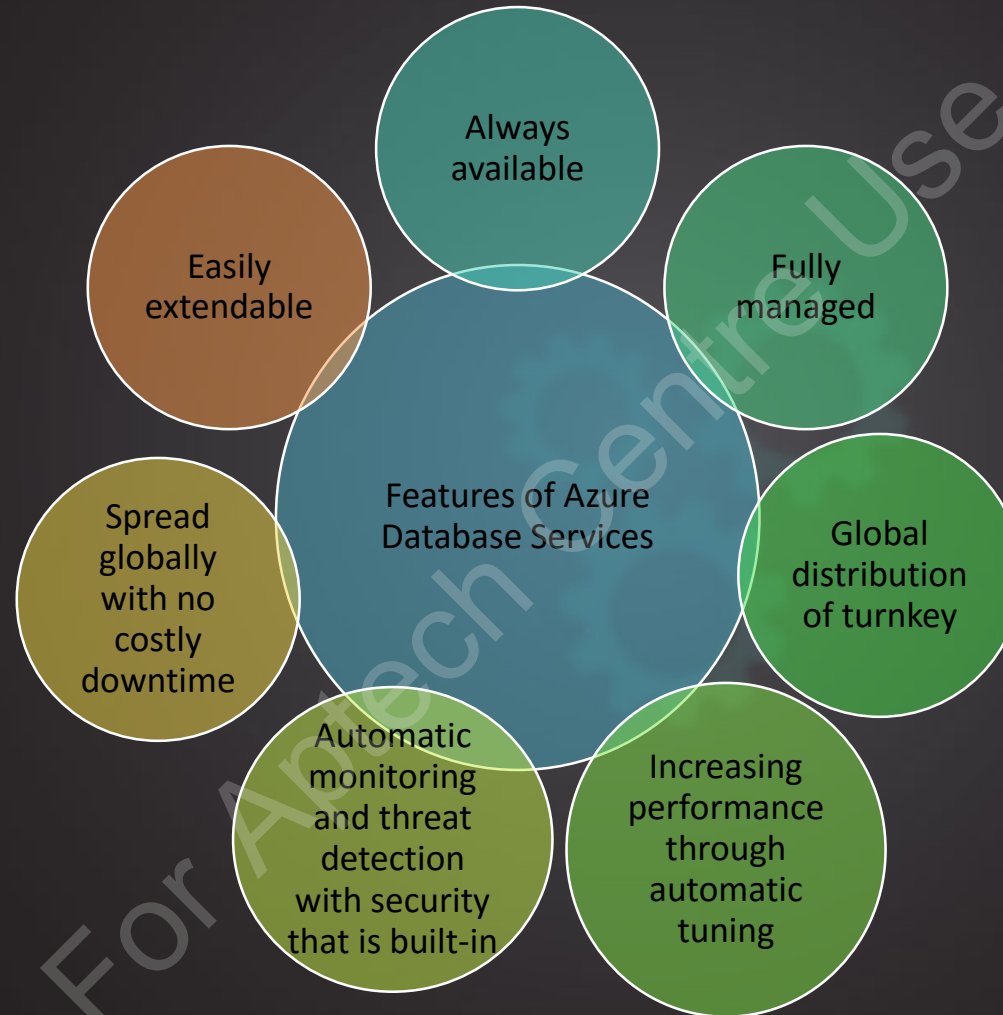 Always
available
Fully
managed
Global
distribution
of turnkey
Increasing
performance
through
automatic
tuning
Automatic
monitoring
and threat
detection
with security
that is built-in
Spread
globally
with no
costly
downtime
Easily
extendable
Features of Azure
Database Services
For Aptech Centre Use